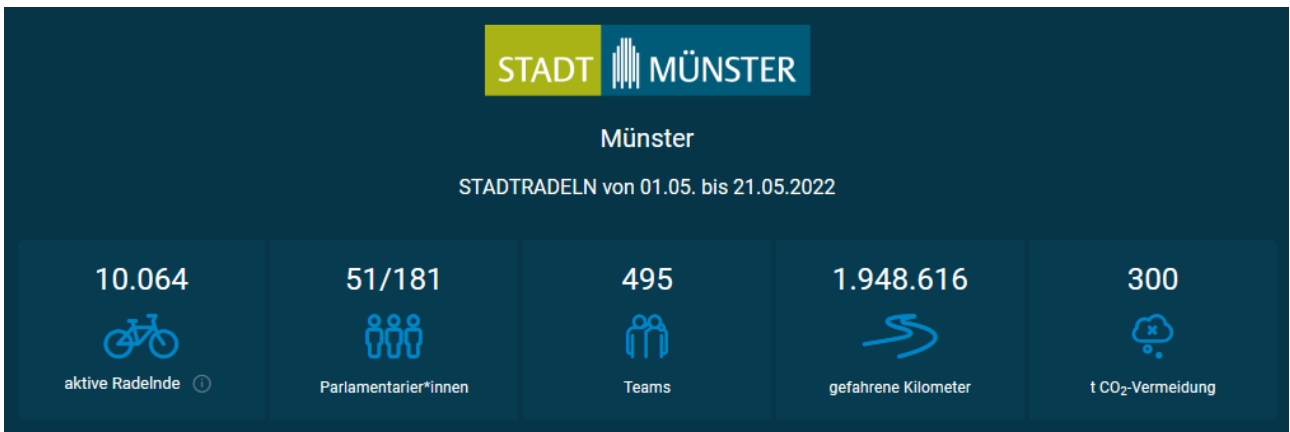 STADT MÜNSTER
Münster
STADTRADELN von 01.05. bis 21.05.2022
10.064
aktive Radelnde
51/181
Parlamentarier*innen
495
Teams
1.948.616
gefahrene Kilometer
300
t CO₂-Vermeidung